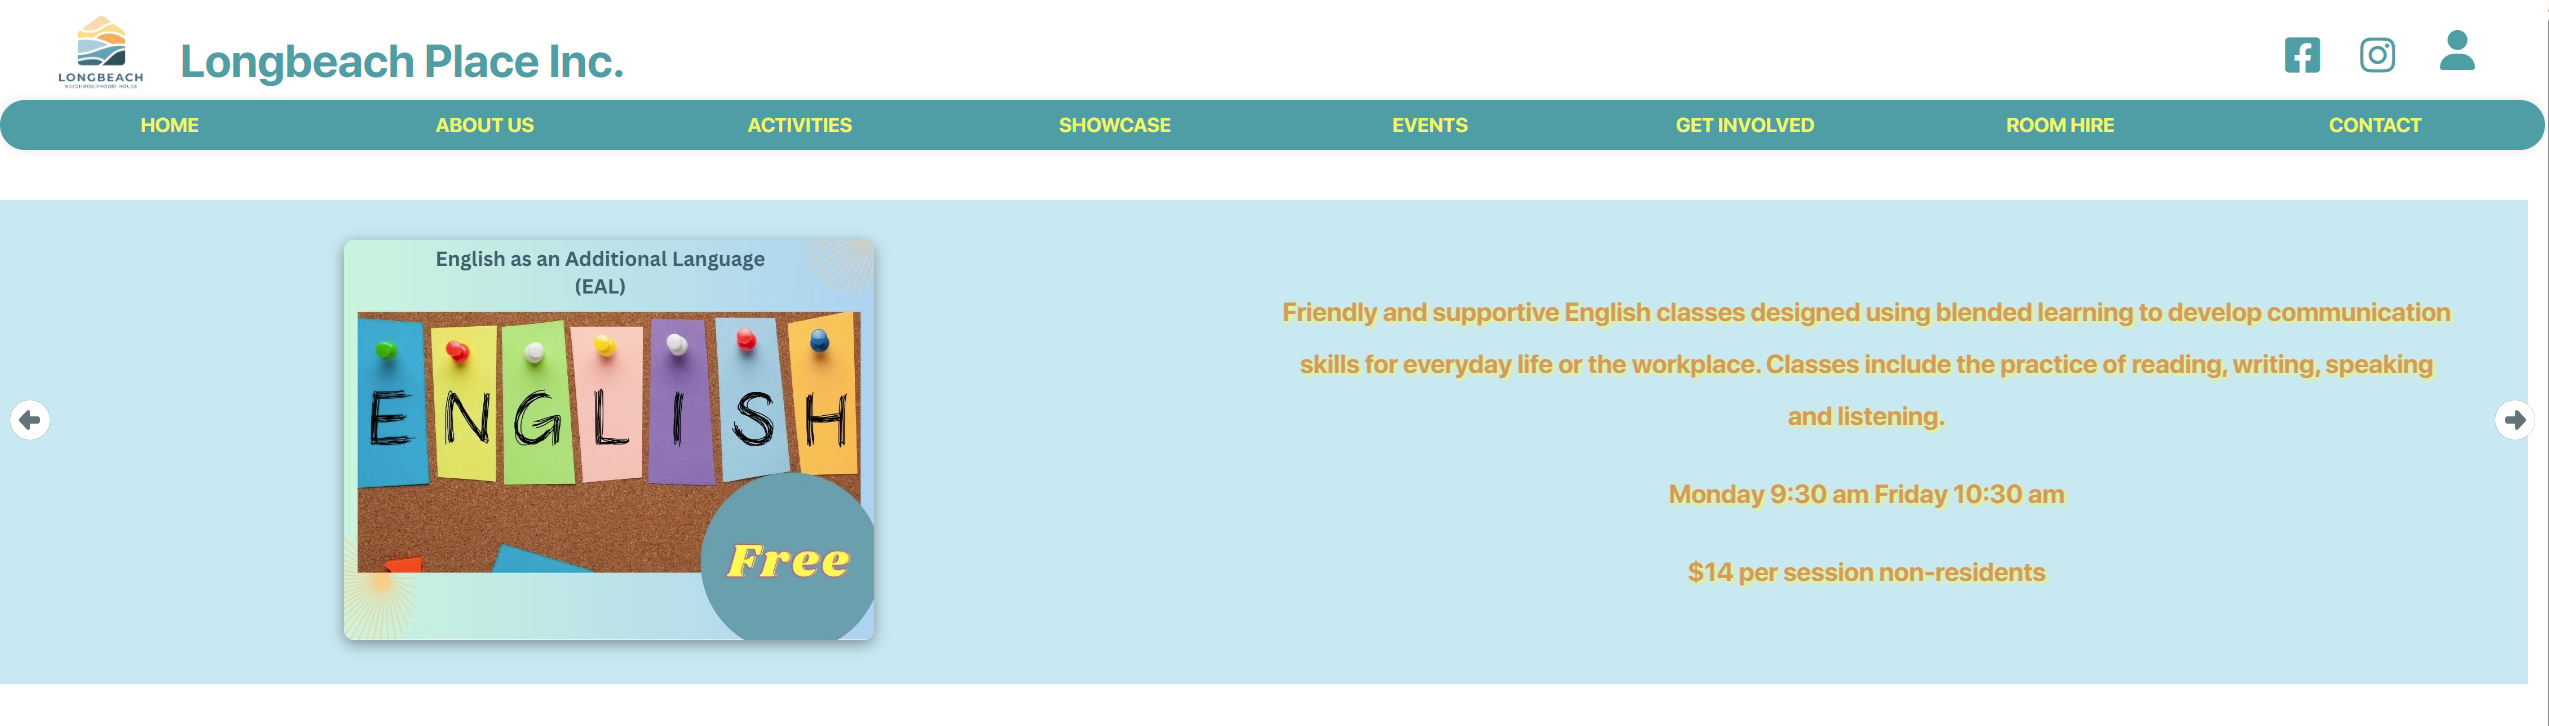 LONGBEACH
NEIGHBOURHOOD HOUSE
Longbeach Place Inc.
HOME ABOUT US ACTIVITIES SHOWCASE EVENTS GET INVOLVED ROOM HIRE CONTACT
English as an Additional Language
(EAL)
ENGLISH
Free
Friendly and supportive English classes designed using blended learning to develop communication
skills for everyday life or the workplace. Classes include the practice of reading, writing, speaking
and listening.
Monday 9:30 am Friday 10:30 am
$14 per session non-residents